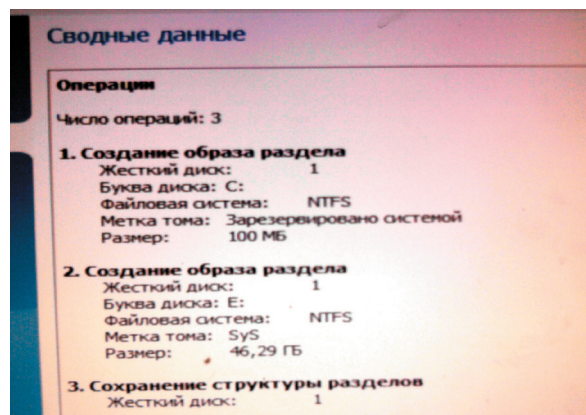 Сводные данные
Операции
Число операций: 3
1. Создание образа раздела
Жесткий диск: 1
Буква диска: C:
Файловая система: NTFS
Метка тома: Зарезервировано системой
Размер: 100 МБ
2. Создание образа раздела
Жесткий диск: 1
Буква диска: E:
Файловая система: NTFS
Метка тома: SyS
Размер: 46,29 ГБ
3. Сохранение структуры разделов
Жесткий диск: 1